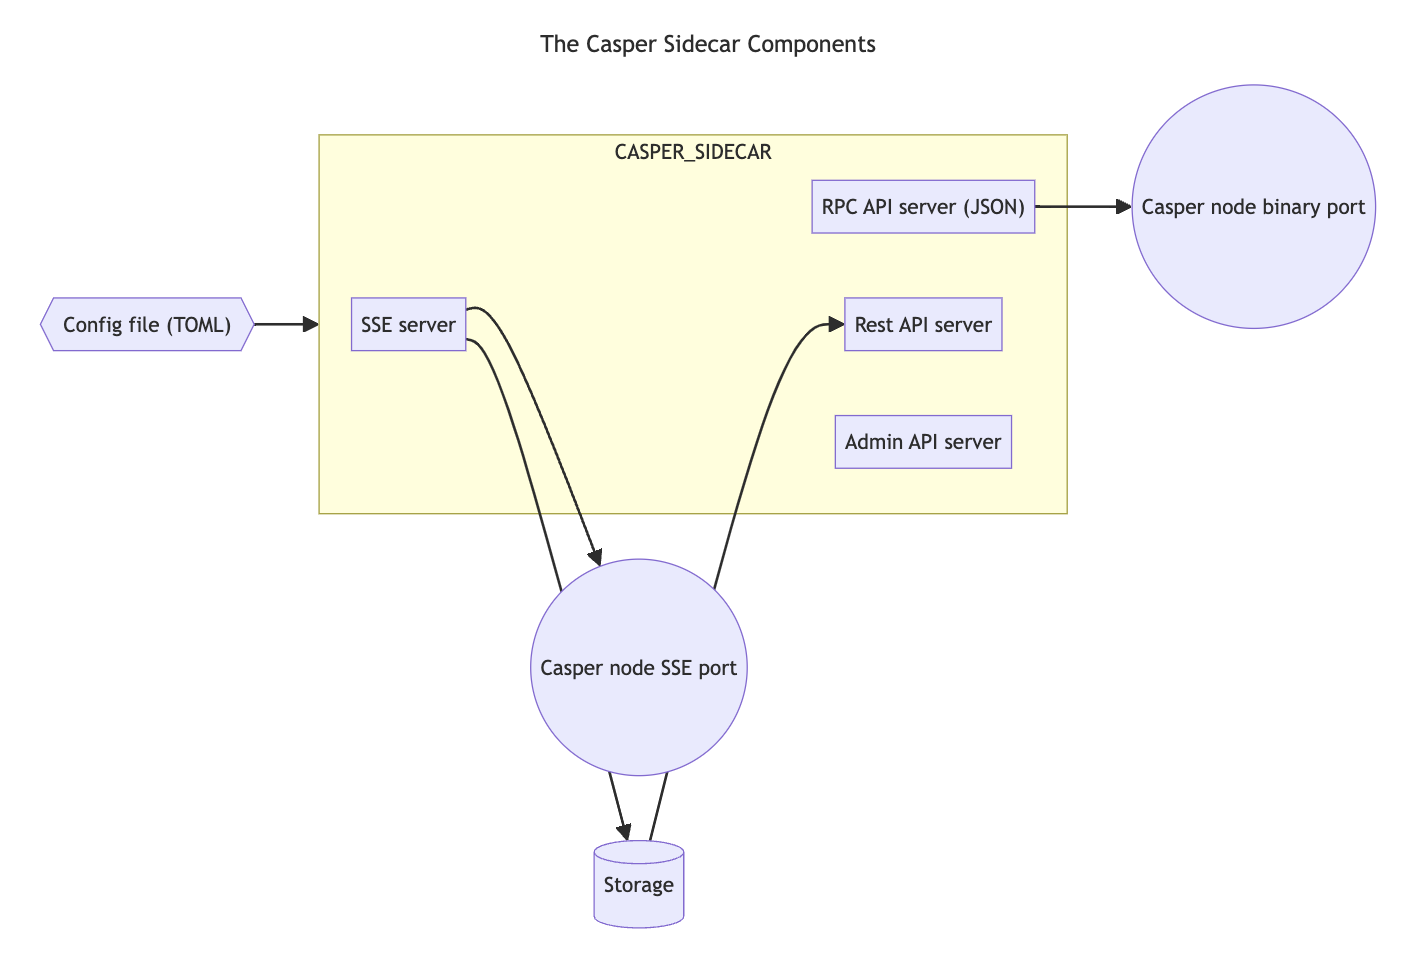 The Casper Sidecar Components
CASPER_SIDECAR
RPC API server (JSON)
Casper node binary port
Config file (TOML)
SSE server
Rest API server
Admin API server
Casper node SSE port
Storage